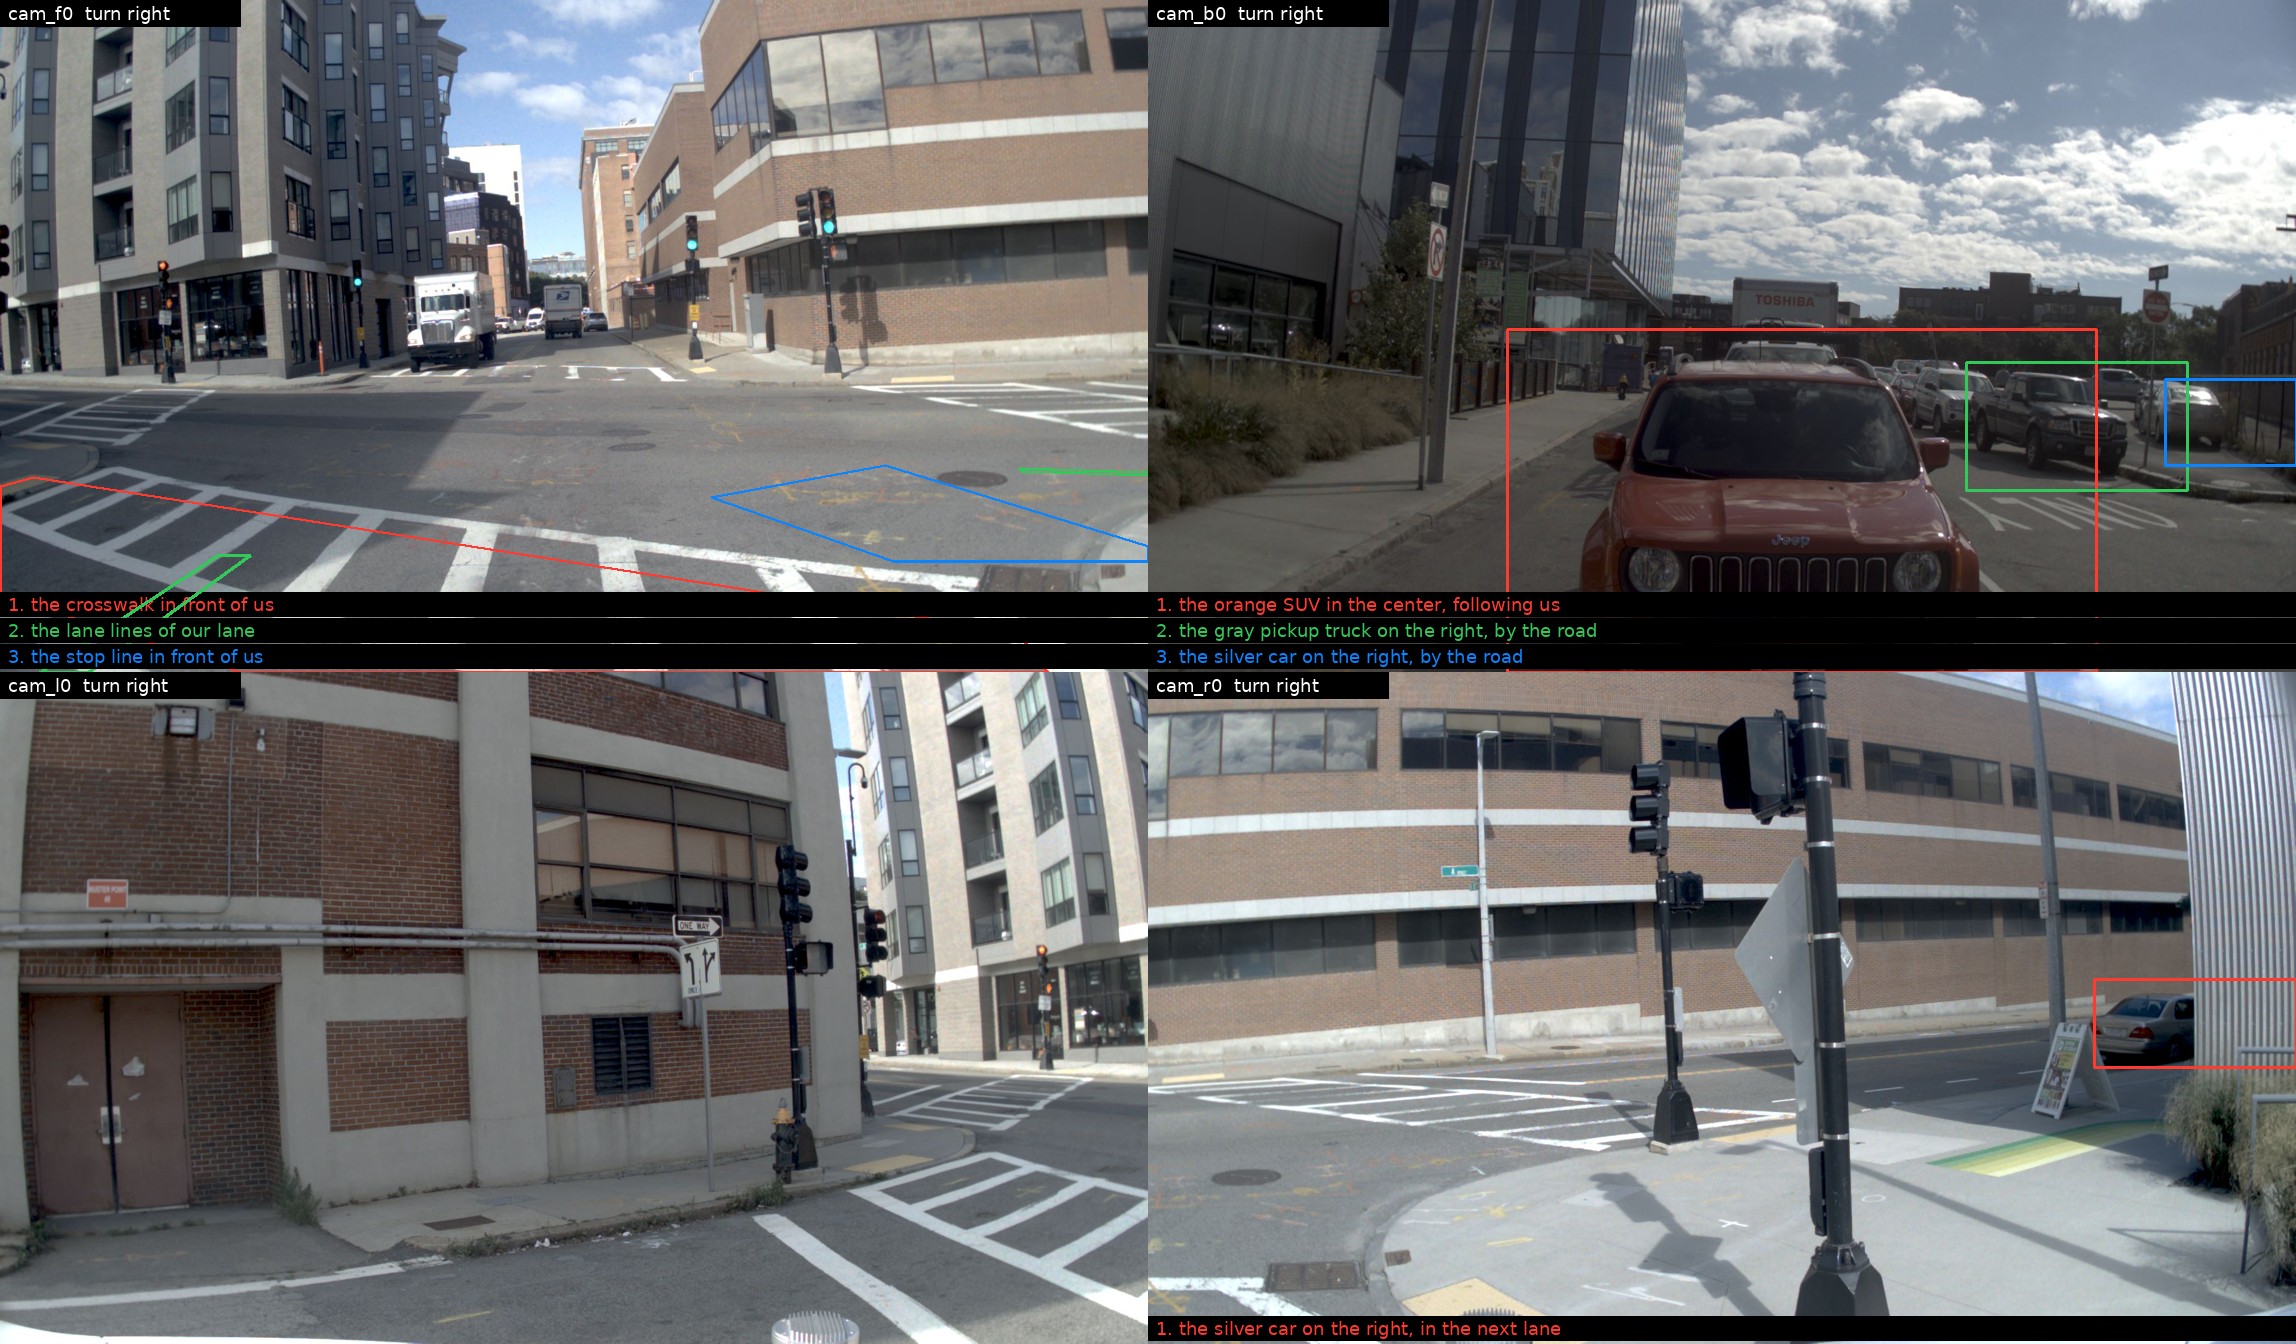 cam_f0 turn right
1. the crosswalk in front of us
2. the lane lines of our lane
3. the stop line in front of us
cam_b0 turn right
TOSHIBA
Jeep
ONLY
1. the orange SUV in the center, following us
2. the gray pickup truck on the right, by the road
3. the silver car on the right, by the road
cam_l0 turn right
ONE WAY
cam_r0 turn right
1. the silver car on the right, in the next lane